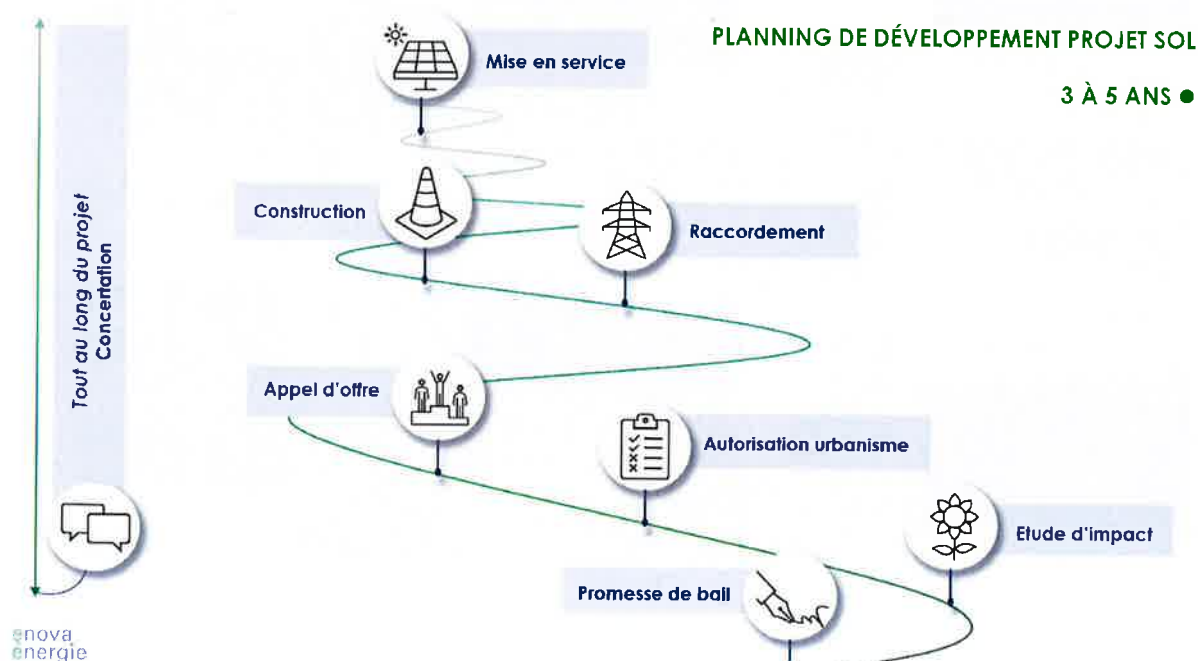 PLANNING DE DÉVELOPPEMENT PROJET SOL
3 À 5 ANS
Mise en service
Construction
Raccordement
Tout au long du projet
Concertation
Appel d'offre
Autorisation urbanisme
Etude d'impact
Promesse de bail
enova
énergie